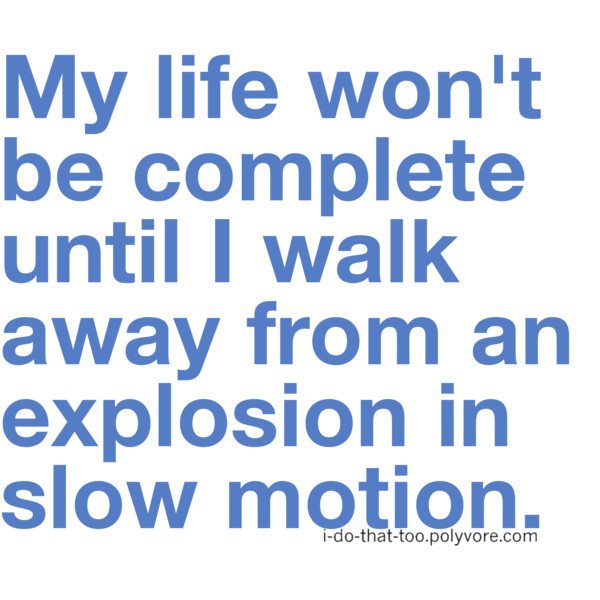 My life won't
be complete
until I walk
away from an
explosion in
slow motion.
i-do-that-too.polyvore.com